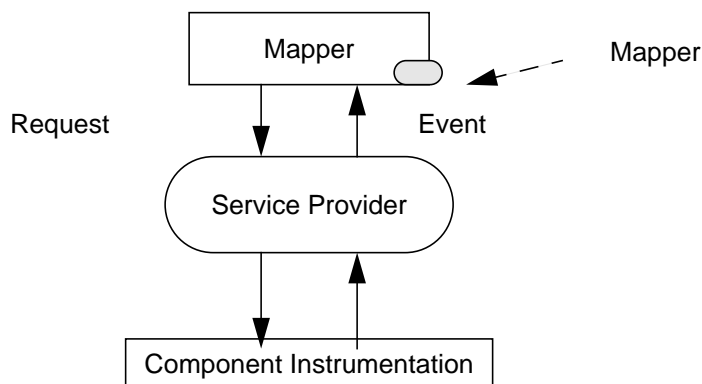 Mapper
Mapper
Request
Event
Service Provider
Component Instrumentation